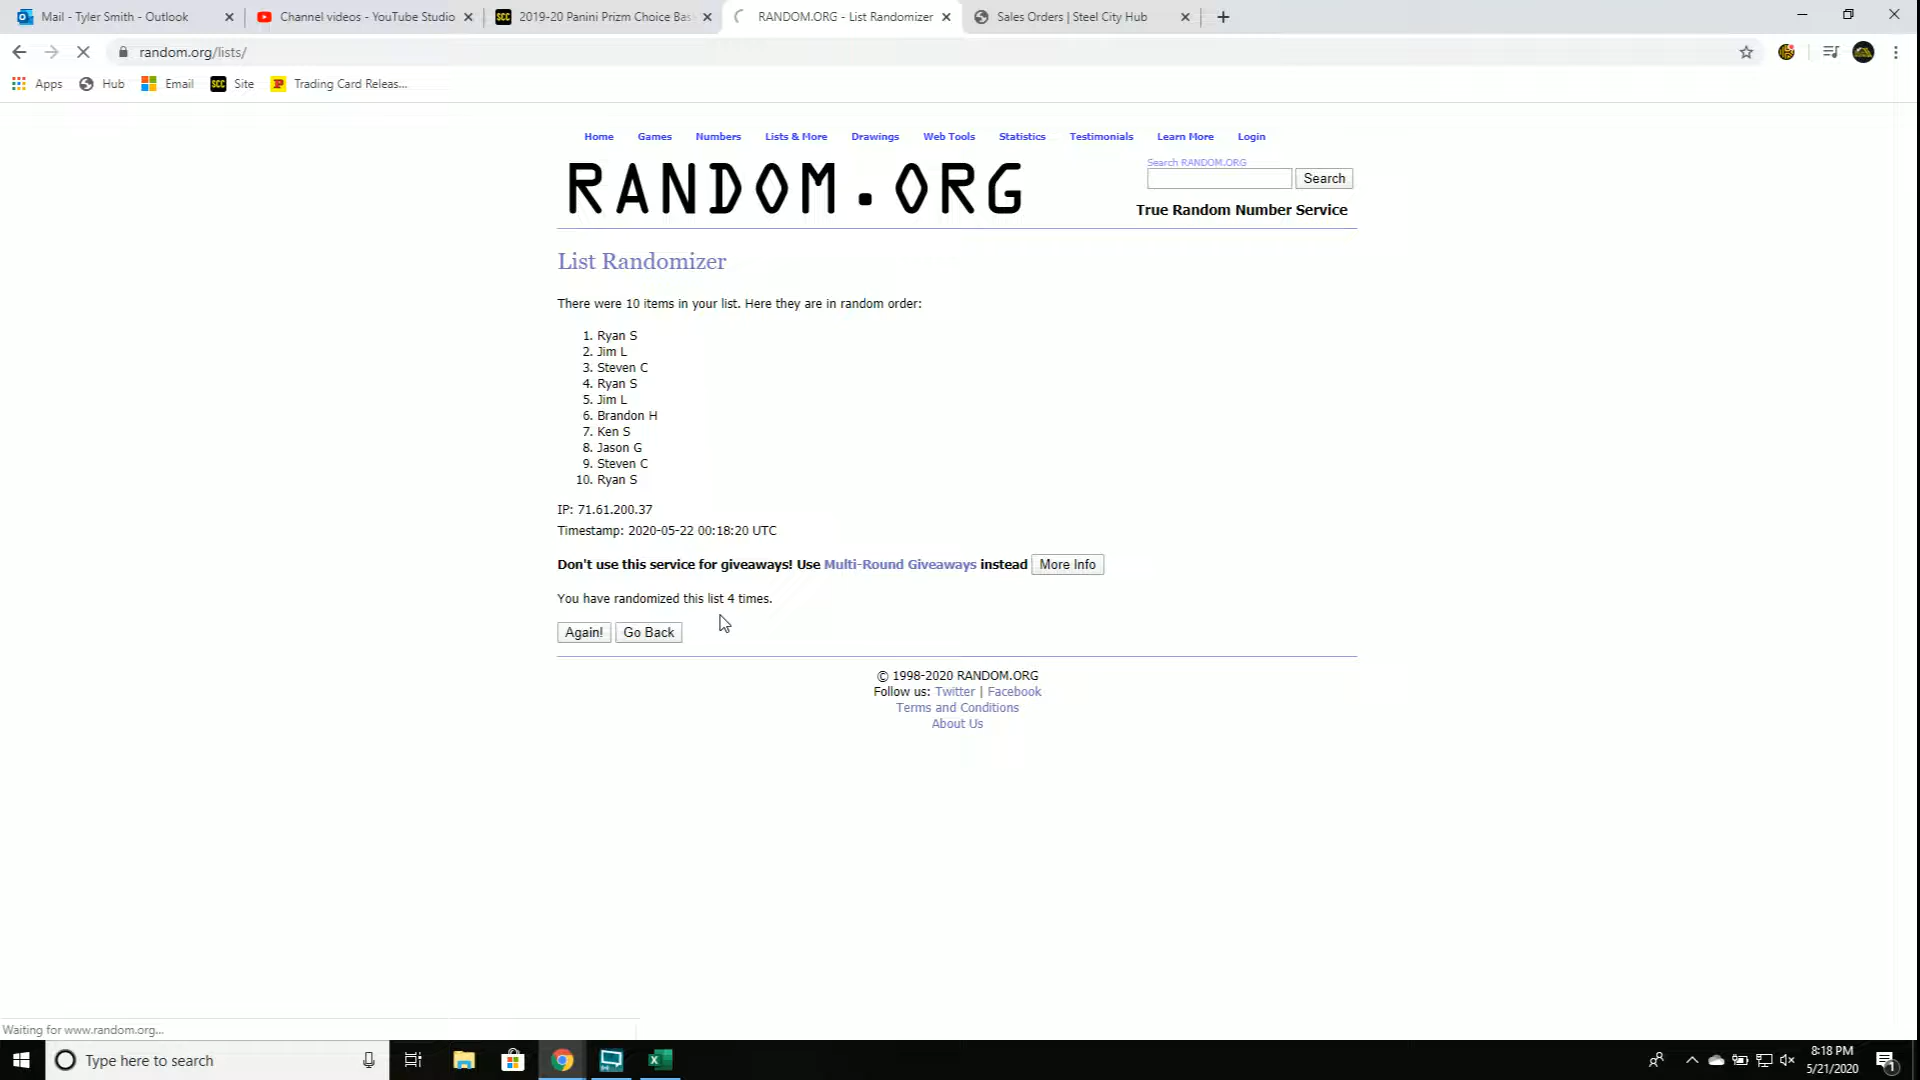 Mail - Tyler Smith - Outlook
Channel videos - YouTube Studio
SCC 2019-20 Panini Prizm Choice Bas
RANDOM.ORG - List Randomizer
Sales Orders | Steel City Hub
random.org/lists/
Apps Hub Email SCC Site Trading Card Releas...
Home Games Numbers Lists & More Drawings Web Tools Statistics Testimonials Learn More Login
RANDOM.ORG
Search RANDOM.ORG
Search
True Random Number Service
List Randomizer
There were 10 items in your list. Here they are in random order:
1. Ryan S
2. Jim L
3. Steven C
4. Ryan S
5. Jim L
6. Brandon H
7. Ken S
8. Jason G
9. Steven C
10. Ryan S
IP: 71.61.200.37
Timestamp: 2020-05-22 00:18:20 UTC
Don't use this service for giveaways! Use Multi-Round Giveaways instead More Info
You have randomized this list 4 times.
Again! Go Back
© 1998-2020 RANDOM.ORG
Follow us: Twitter | Facebook
Terms and Conditions
About Us
Waiting for www.random.org...
Type here to search
8:18 PM
5/21/2020
1